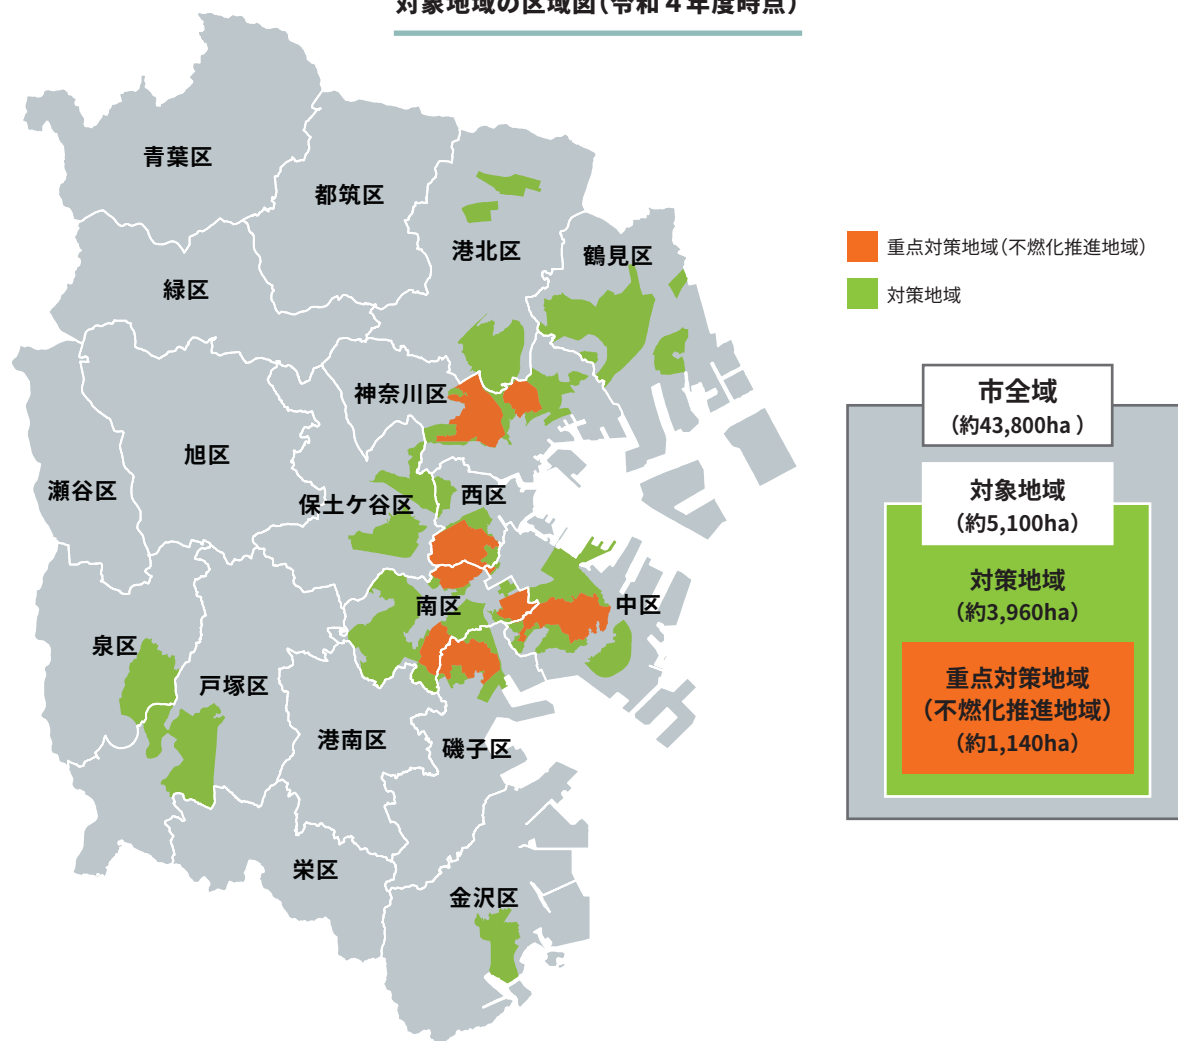 対象地域の区域図(令和4年度時点)
青葉区
都筑区
港北区
鶴見区
緑区
神奈川区
旭区
瀬谷区
保土ケ谷区
西区
南区
中区
泉区
戸塚区
港南区
磯子区
栄区
金沢区
重点対策地域(不燃化推進地域)
対策地域
市全域
(約43,800ha )
対象地域
(約5,100ha)
対策地域
(約3,960ha)
重点対策地域
(不燃化推進地域)
(約1,140ha)